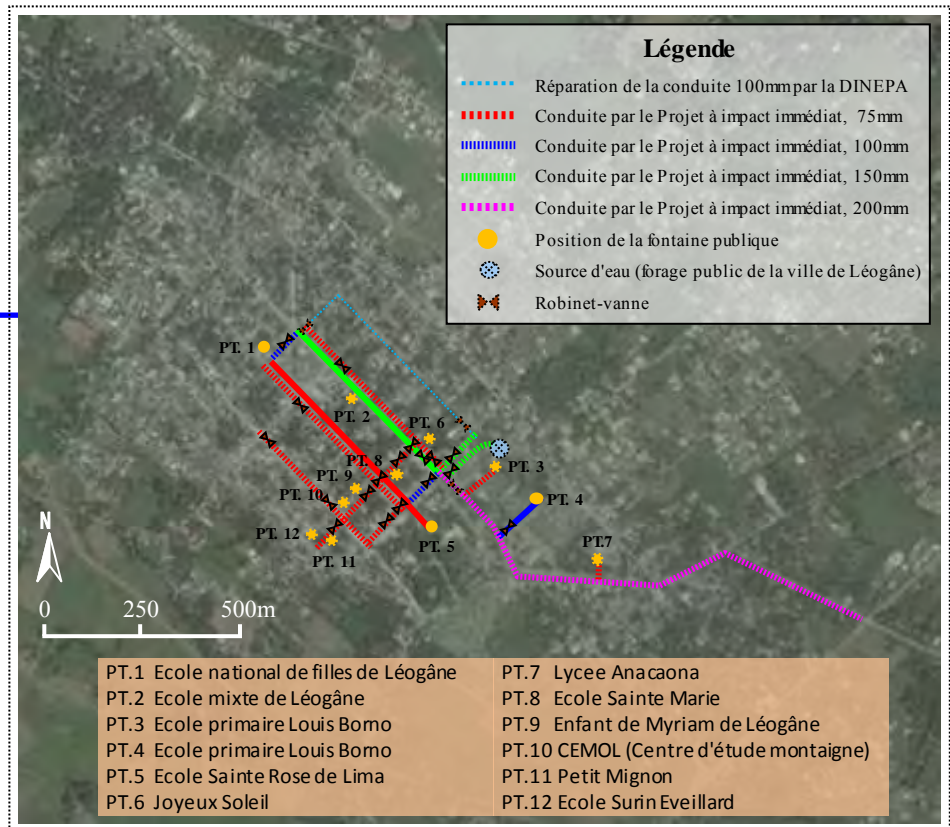 Légende
Réparation de la conduite 100mm par la DINEPA
Conduite par le Projet à impact immédiat, 75mm
Conduite par le Projet à impact immédiat, 100mm
Conduite par le Projet à impact immédiat, 150mm
Conduite par le Projet à impact immédiat, 200mm
Position de la fontaine publique
Source d'eau (forage public de la ville de Léogâne)
Robinet-vanne
PT. 1
PT. 2
PT. 6
PT. 8
PT. 3
PT. 9
PT. 10
PT. 4
PT. 12
PT. 5
PT.7
PT. 11
N
0 250 500m
PT.1 Ecole national de filles de Léogâne
PT.2 Ecole mixte de Léogâne
PT.3 Ecole primaire Louis Borno
PT.4 Ecole primaire Louis Borno
PT.5 Ecole Sainte Rose de Lima
PT.6 Joyeux Soleil
PT.7 Lycee Anacaona
PT.8 Ecole Sainte Marie
PT.9 Enfant de Myriam de Léogâne
PT.10 CEMOL (Centre d'étude montaigne)
PT.11 Petit Mignon
PT.12 Ecole Surin Eveillard